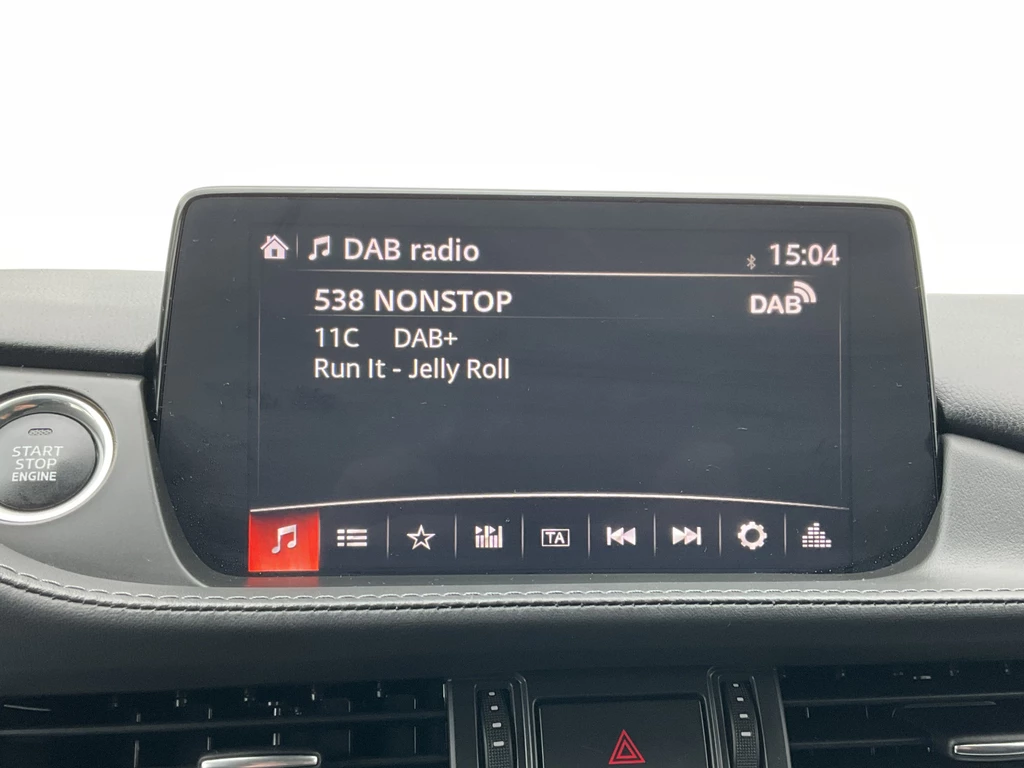 DAB radio 15:04
538 NONSTOP DAB
11C DAB+
Run It - Jelly Roll
START
STOP
ENGINE
TA